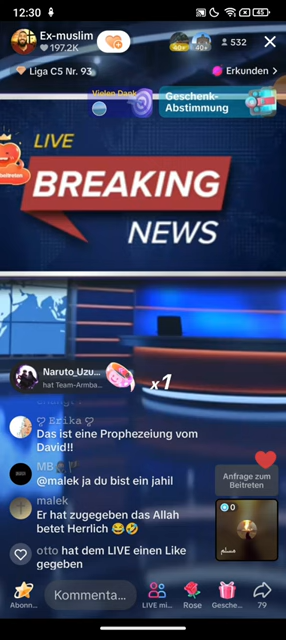 12:30
45
Ex-muslim
197.2K
40+
40+
532
Liga C5 Nr. 93
Erkunden >
Vielen Dank
Geschenk-
Abstimmung
LIVE
BREAKING
NEWS
Naruto_Uzu...
hat Team-Armba...
x1
Erika
Das ist eine Prophezeiung vom
David!!
MB
@malek ja du bist ein jahil
malek
Er hat zugegeben das Allah
betet Herrlich 😂🤣
otto hat dem LIVE einen Like
gegeben
Anfrage zum
Beitreten
0
مسلم
Abonn...
Kommenta...
LIVE mi...
Rose
Gesche...
79